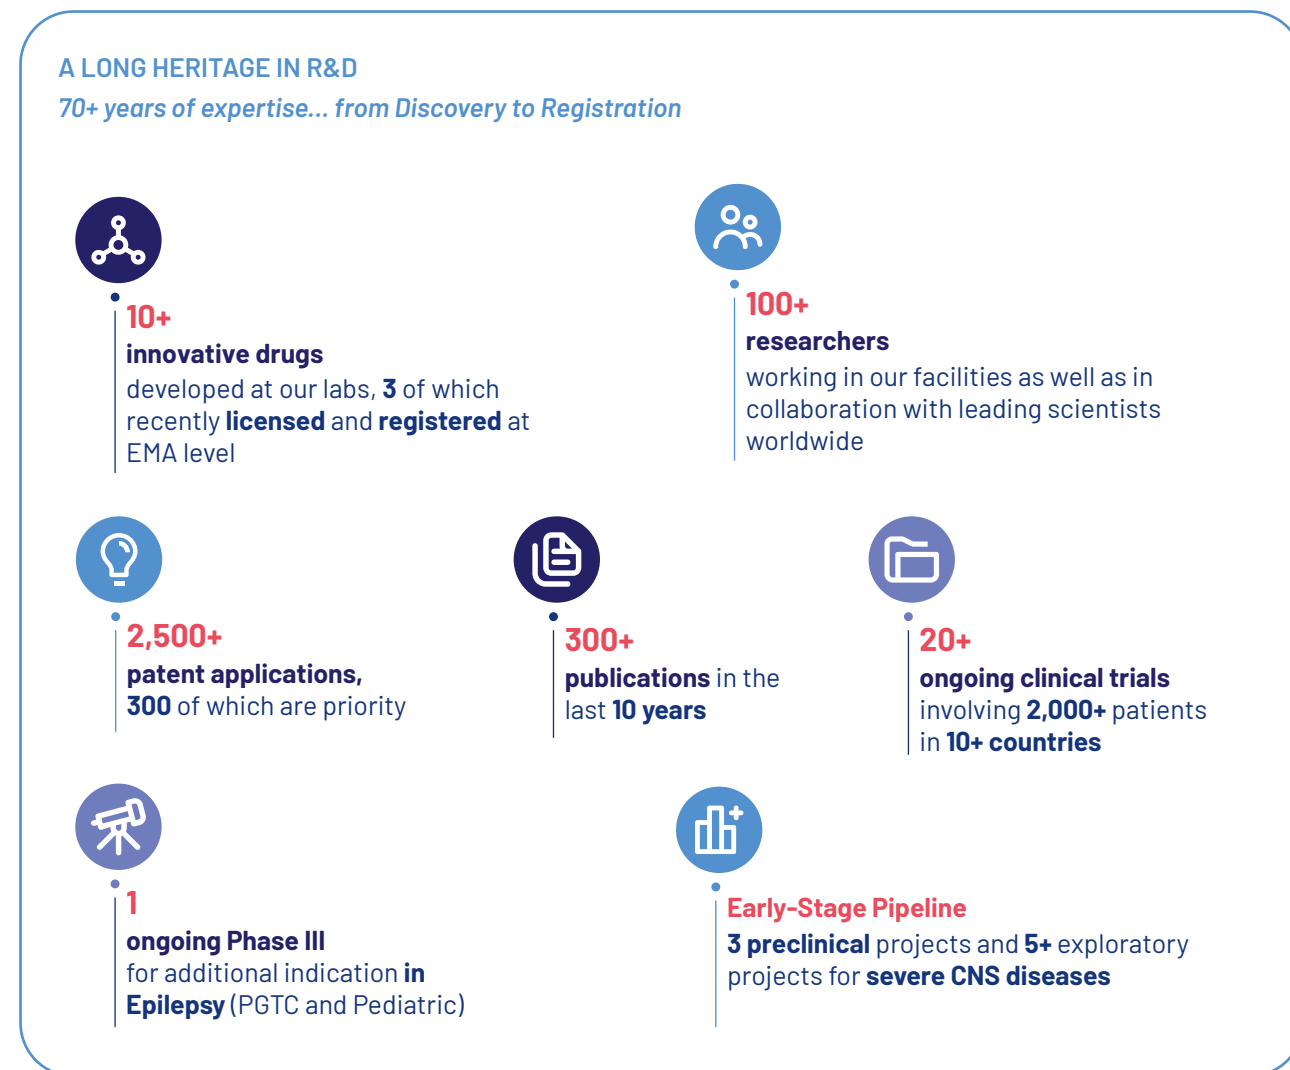 A LONG HERITAGE IN R&D
70+ years of expertise... from Discovery to Registration
10+
innovative drugs
developed at our labs, 3 of which
recently licensed and registered at
EMA level
100+
researchers
working in our facilities as well as in
collaboration with leading scientists
worldwide
2,500+
patent applications,
300 of which are priority
300+
publications in the
last 10 years
20+
ongoing clinical trials
involving 2,000+ patients
in 10+ countries
1
ongoing Phase III
for additional indication in
Epilepsy (PGTC and Pediatric)
Early-Stage Pipeline
3 preclinical projects and 5+ exploratory
projects for severe CNS diseases